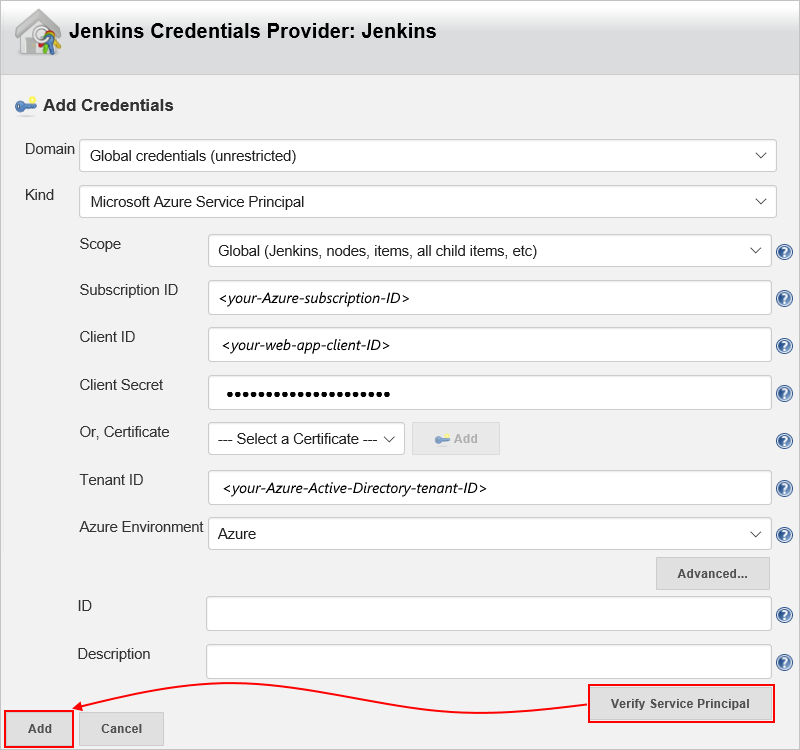 Jenkins Credentials Provider: Jenkins
Add Credentials
Domain
Global credentials (unrestricted)
Kind
Microsoft Azure Service Principal
Scope
Global (Jenkins, nodes, items, all child items, etc)
Subscription ID
<your-Azure-subscription-ID>
Client ID
<your-web-app-client-ID>
Client Secret
•••••••••••••••••••••
Or, Certificate
--- Select a Certificate ---
Add
Tenant ID
<your-Azure-Active-Directory-tenant-ID>
Azure Environment
Azure
Advanced...
ID
Description
Verify Service Principal
Add
Cancel